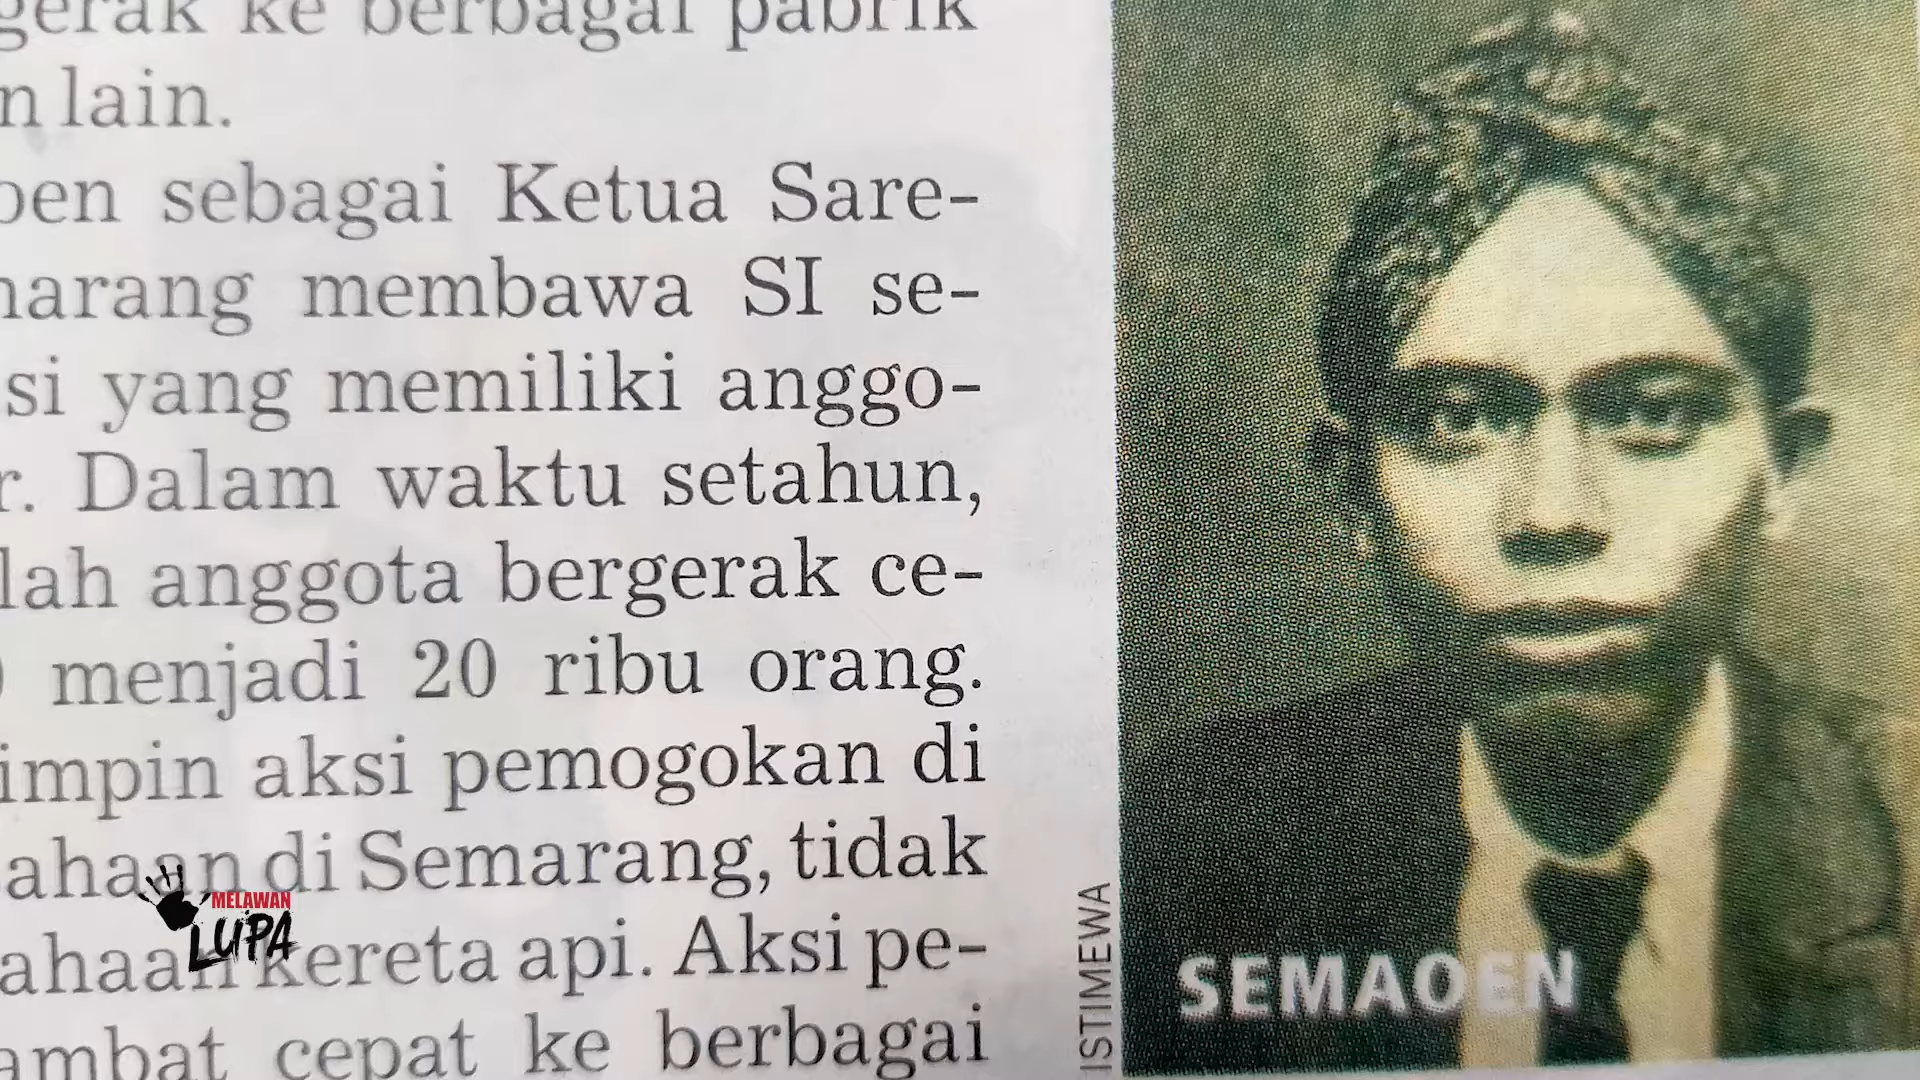 gerak ke berbagai pabrik
n lain.
oen sebagai Ketua Sare-
narang membawa SI se-
si yang memiliki anggo-
r. Dalam waktu setahun,
lah anggota bergerak ce-
menjadi 20 ribu orang.
impin aksi pemogokan di
ahaan di Semarang, tidak
ahaan kereta api. Aksi pe-
ambat cepat ke berbagai
ISTIMEWA
SEMAOEN
MELAWAN
LUPA